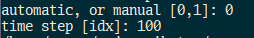 automatic, or manual [0,1]: 0
time step [idx]: 100